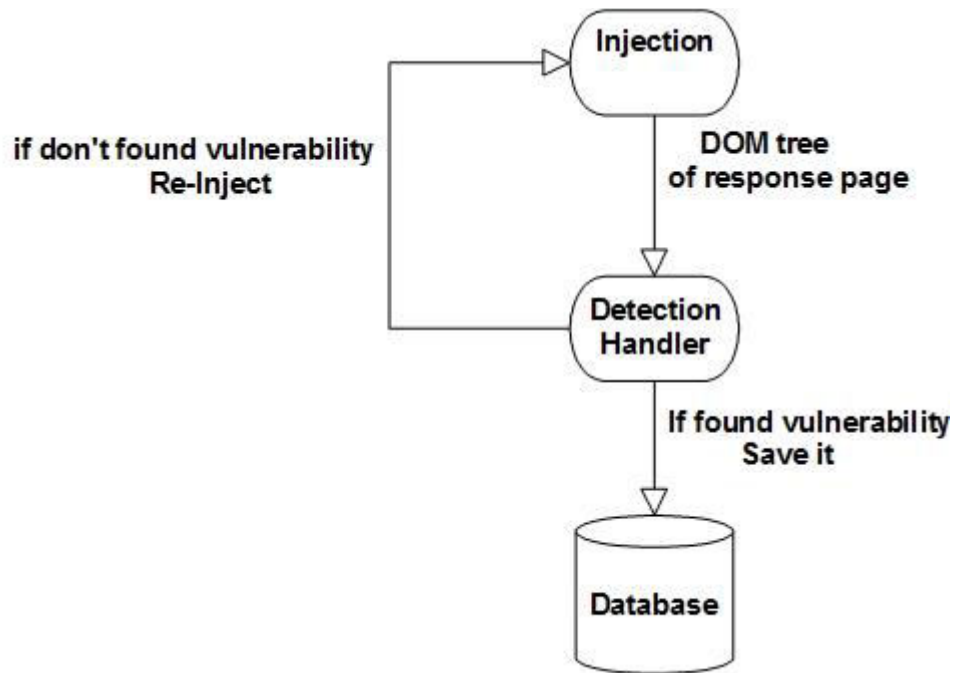 Injection
if don't found vulnerability
Re-Inject
DOM tree
of response page
Detection
Handler
If found vulnerability
Save it
Database